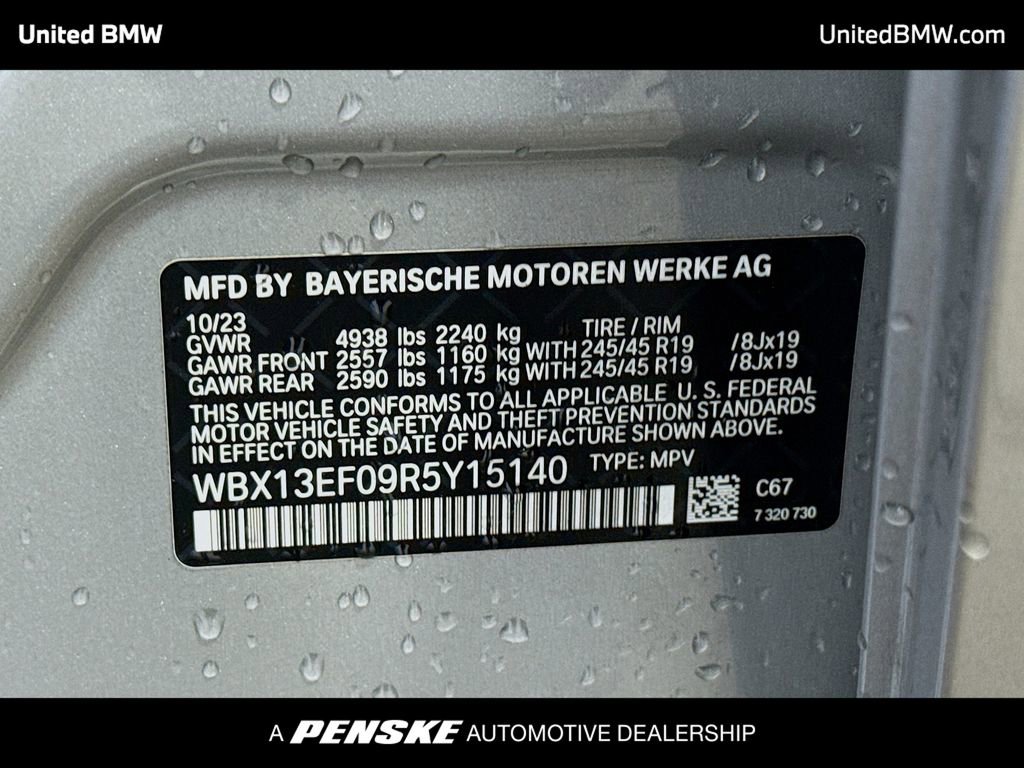 United BMW
UnitedBMW.com
MFD BY BAYERISCHE MOTOREN WERKE AG
10/23
TIRE / RIM
GVWR 4938 lbs 2240 kg
GAWR FRONT 2557 lbs 1160 kg WITH 245/45 R19 /8Jx19
GAWR REAR 2590 lbs 1175 kg WITH 245/45 R19 /8Jx19
THIS VEHICLE CONFORMS TO ALL APPLICABLE U. S. FEDERAL
MOTOR VEHICLE SAFETY AND THEFT PREVENTION STANDARDS
IN EFFECT ON THE DATE OF MANUFACTURE SHOWN ABOVE.
WBX13EF09R5Y15140 TYPE: MPV
C67
7 320 730
A PENSKE AUTOMOTIVE DEALERSHIP